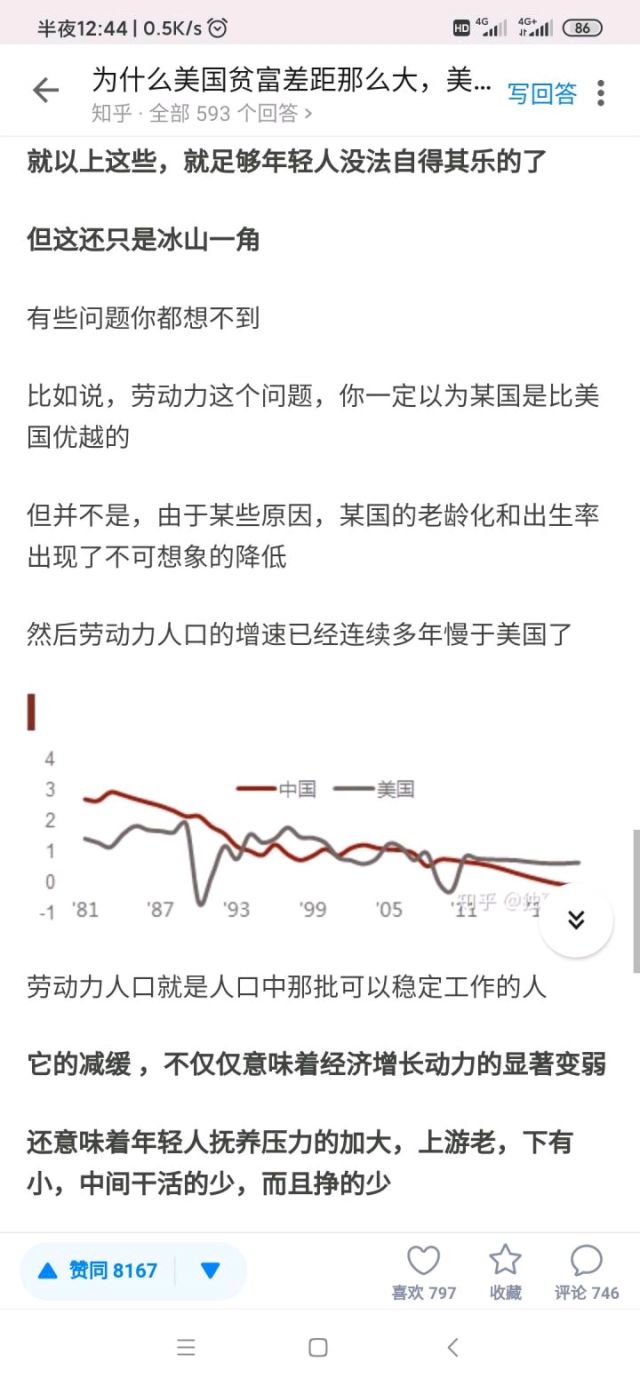 半夜12:44 | 0.5K/s
HD 4G 4G+ 86
为什么美国贫富差距那么大，美...
写回答
知乎 · 全部 593 个回答 >
就以上这些，就足够年轻人没法自得其乐的了
但这还只是冰山一角
有些问题你都想不到
比如说，劳动力这个问题，你一定以为某国是比美
国优越的
但并不是，由于某些原因，某国的老龄化和出生率
出现了不可想象的降低
然后劳动力人口的增速已经连续多年慢于美国了
4
3
2
1
0
-1
中国 美国
'81 '87 '93 '99 '05 '11
知乎
劳动力人口就是人口中那批可以稳定工作的人
它的减缓 ，不仅仅意味着经济增长动力的显著变弱
还意味着年轻人抚养压力的加大，上游老，下有
小，中间干活的少，而且挣的少
赞同 8167
喜欢 797
收藏
评论 746